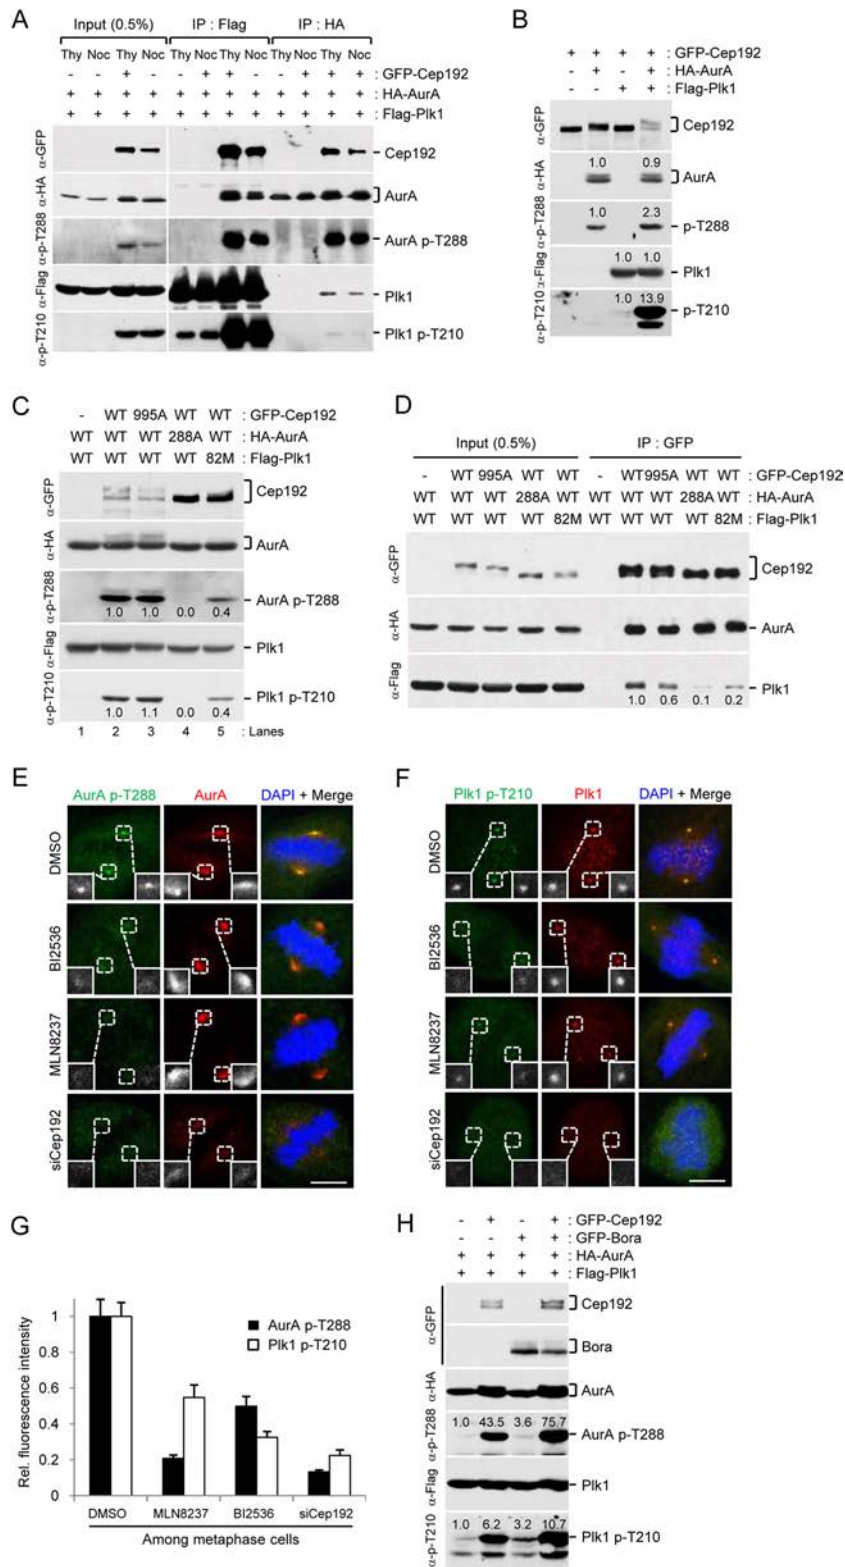 A
Input (0.5%) IP : Flag IP : HA
Thy Noc Thy Noc Thy Noc Thy Noc Thy Noc Thy Noc
- - + + - + + - - + + + : GFP-Cep192
+ + + + + + + + + + + + : HA-AurA
+ + + + + + + + + + + + : Flag-Plk1
α-GFP Cep192
α-HA AurA
α-p-T288 AurA p-T288
α-Flag Plk1
α-p-T210 Plk1 p-T210
B
+ + + + : GFP-Cep192
- + - + : HA-AurA
- - + + : Flag-Plk1
α-GFP Cep192
1.0 0.9
α-HA AurA
1.0 2.3
α-p-T288 p-T288
1.0 1.0
α-Flag Plk1
1.0 13.9
α-p-T210 p-T210
C
- WT 995A WT WT : GFP-Cep192
WT WT WT 288A WT : HA-AurA
WT WT WT WT 82M : Flag-Plk1
α-GFP Cep192
α-HA AurA
α-p-T288 AurA p-T288
1.0 1.0 0.0 0.4
α-Flag Plk1
α-p-T210 Plk1 p-T210
1.0 1.1 0.0 0.4
1 2 3 4 5 : Lanes
D
Input (0.5%) IP : GFP
- WT 995A WT WT - WT 995A WT WT : GFP-Cep192
WT WT WT 288A WT WT WT WT 288A WT : HA-AurA
WT WT WT WT 82M WT WT WT WT 82M : Flag-Plk1
α-GFP Cep192
α-HA AurA
α-Flag Plk1
1.0 0.6 0.1 0.2
E
AurA p-T288 AurA DAPI + Merge
DMSO
BI2536
MLN8237
siCep192
F
Plk1 p-T210 Plk1 DAPI + Merge
DMSO
BI2536
MLN8237
siCep192
G
Rel. fluorescence intensity
1
0.8
0.6
0.4
0.2
0
AurA p-T288
Plk1 p-T210
DMSO MLN8237 BI2536 siCep192
Among metaphase cells
H
- + - + : GFP-Cep192
- - + + : GFP-Bora
+ + + + : HA-AurA
+ + + + : Flag-Plk1
α-GFP
Cep192
Bora
α-HA AurA
1.0 43.5 3.6 75.7
α-p-T288 AurA p-T288
α-Flag Plk1
1.0 6.2 3.2 10.7
α-p-T210 Plk1 p-T210